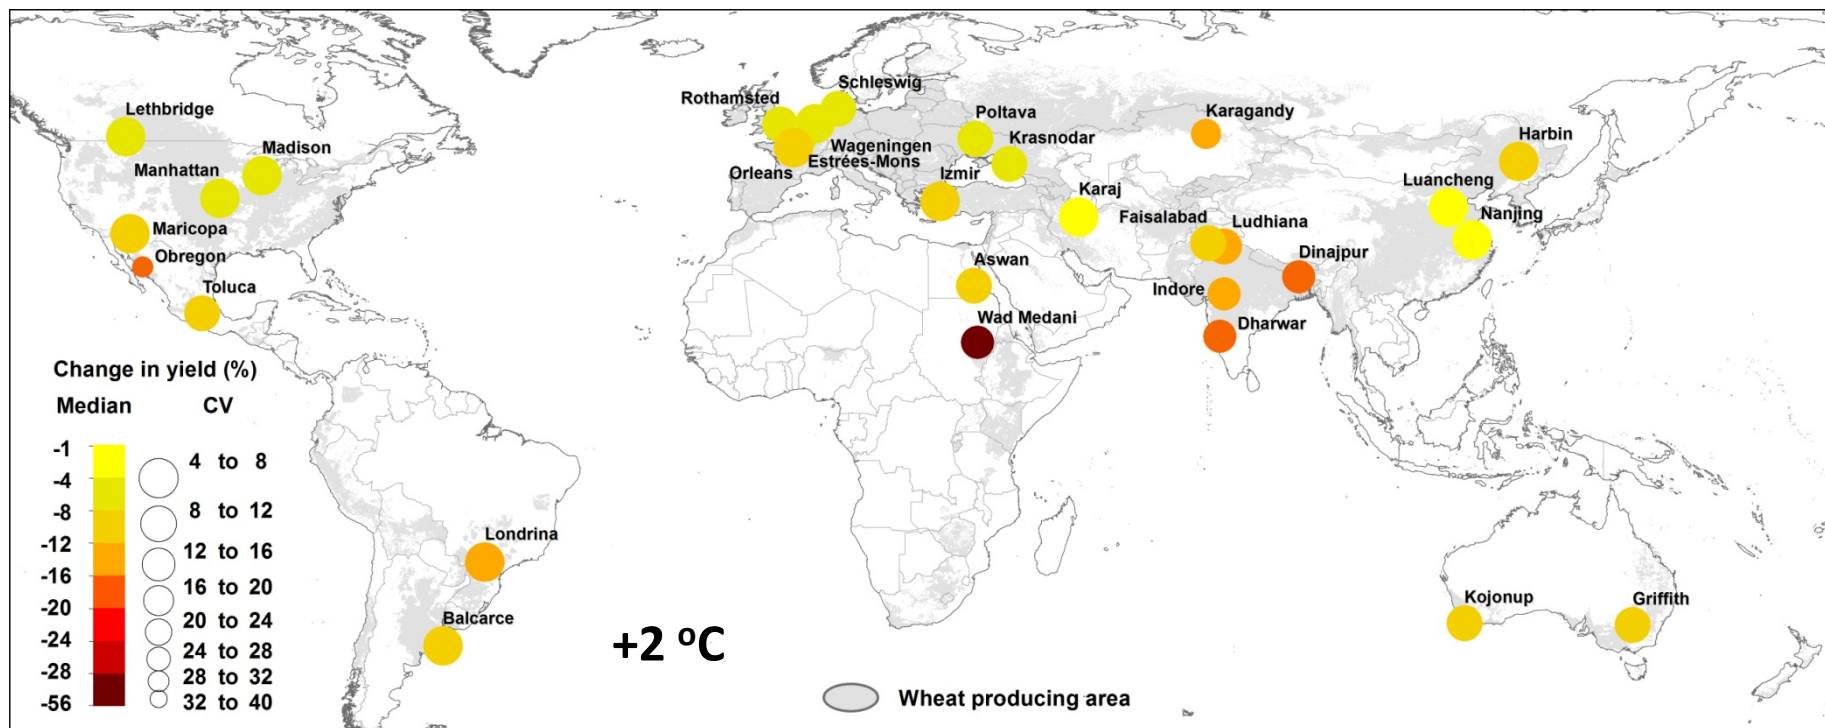 Schleswig
Rothamsted
Lethbridge
Poltava
Karagandy
Harbin
Krasnodar
Madison
Wageningen
Estrées-Mons
Manhattan
Orleans
Izmir
Luancheng
Karaj
Nanjing
Faisalabad
Ludhiana
Maricopa
Obregon
Dinajpur
Aswan
Toluca
Indore
Wad Medani
Dharwar
Change in yield (%)
Median CV
-1
4 to 8
-4
8 to 12
-8
12 to 16
-12
16 to 20
-16
20 to 24
-20
24 to 28
-24
28 to 32
-28
32 to 40
-56
Londrina
Balcarce
Kojonup
Griffith
+2 ºC
Wheat producing area